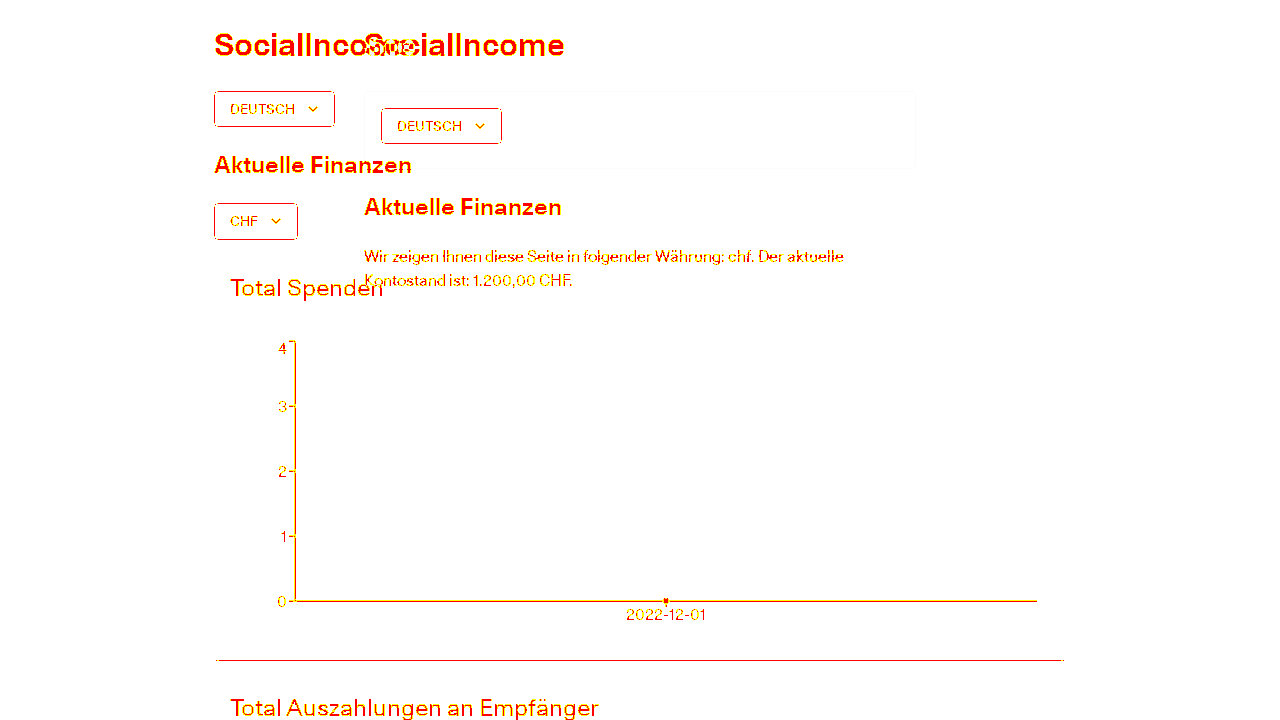 SocialIncome SocialIncome
DEUTSCH
DEUTSCH
Aktuelle Finanzen
Aktuelle Finanzen
CHF
Wir zeigen Ihnen diese Seite in folgender Währung: chf. Der aktuelle
Kontostand ist: 1.200,00 CHF.
Total Spenden
4
3
2
1
0
2022-12-01
Total Auszahlungen an Empfänger